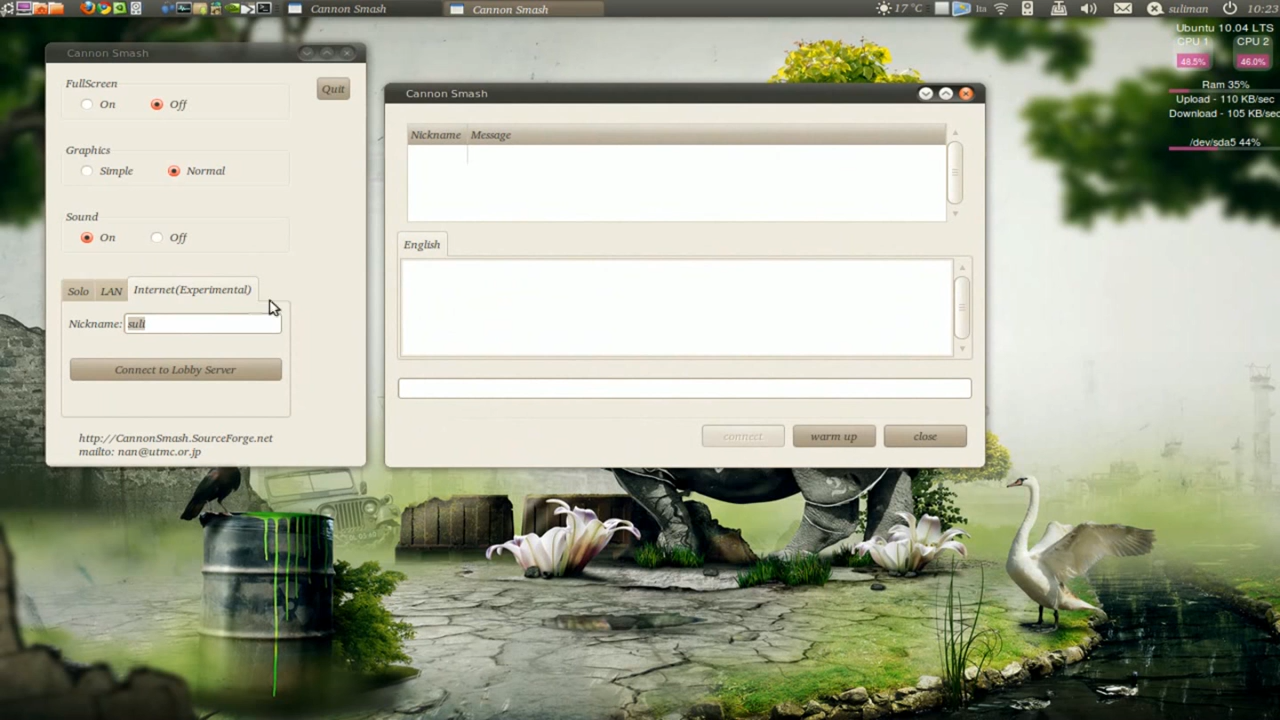 Cannon Smash
Cannon Smash
17 °C
lta
suliman
10:23
Ubuntu 10.04 LTS
CPU 1 CPU 2
48.5% 46.0%
Ram 35%
Upload - 110 KB/sec
Download - 105 KB/sec
/dev/sda5 44%
Cannon Smash
FullScreen
Quit
On Off
Graphics
Simple Normal
Sound
On Off
Solo LAN Internet(Experimental)
Nickname: suli
Connect to Lobby Server
http://CannonSmash.SourceForge.net
mailto: nan@utmc.or.jp
Cannon Smash
Nickname Message
English
connect warm up close